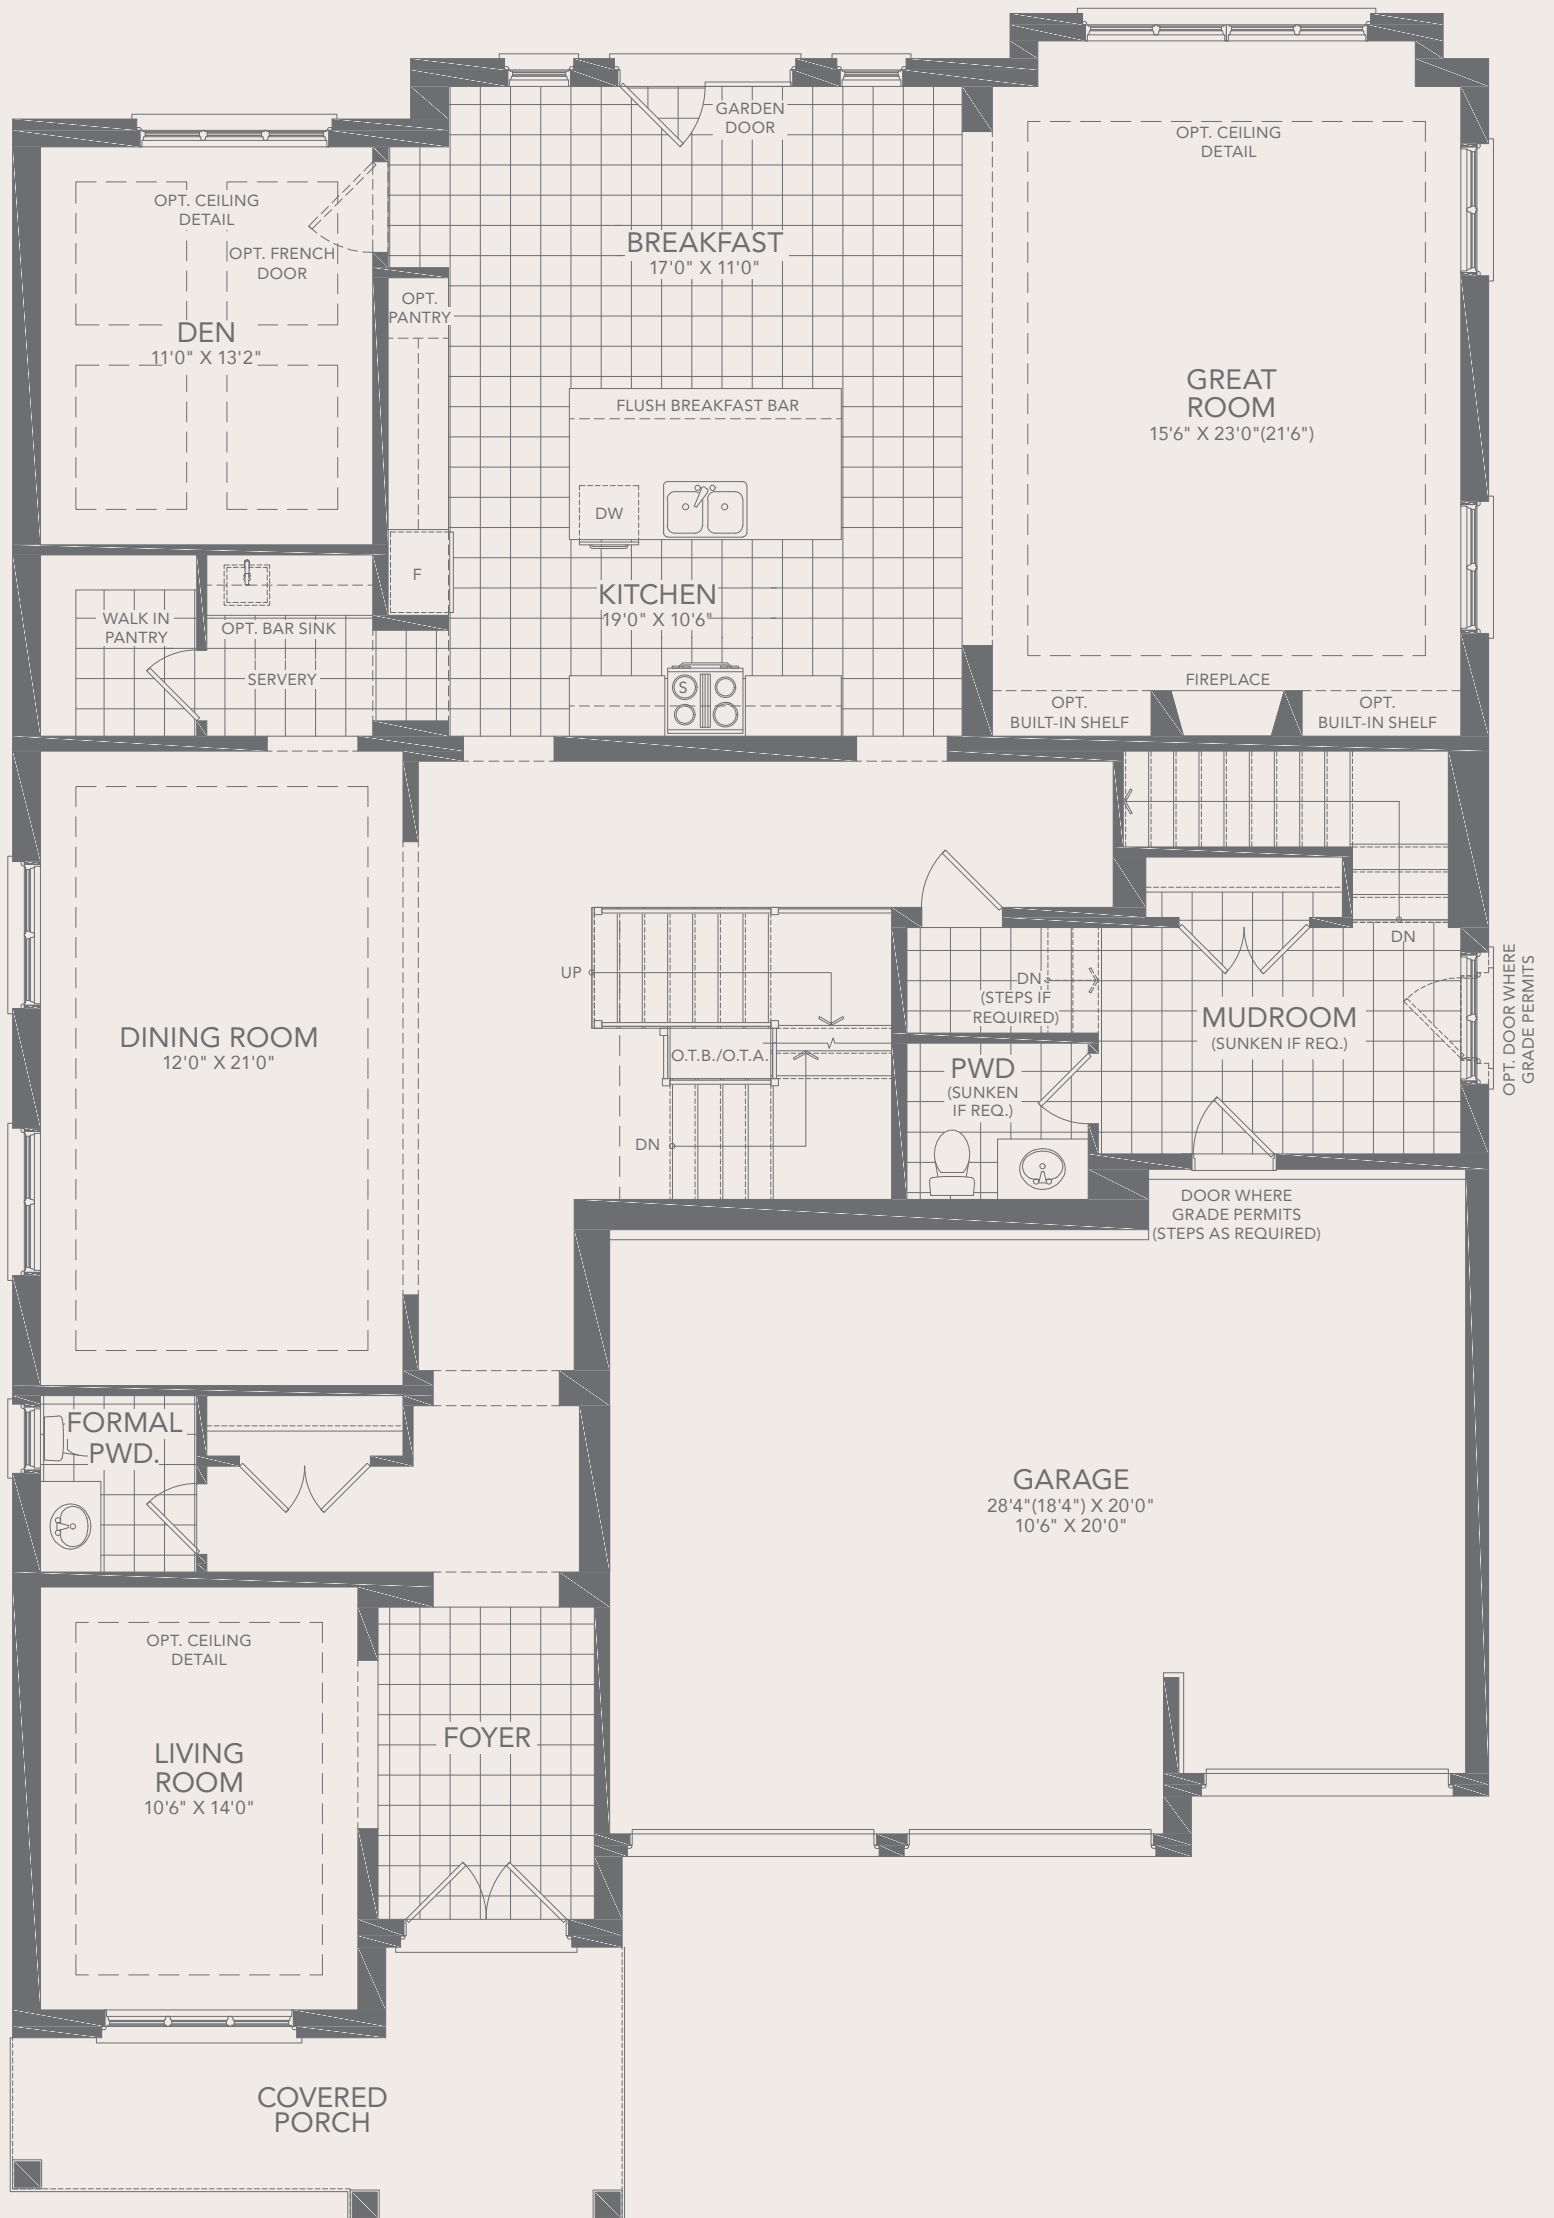 GARDEN
DOOR
OPT. CEILING
DETAIL
OPT. CEILING
DETAIL
OPT. FRENCH
DOOR
BREAKFAST
17'0" X 11'0"
OPT.
PANTRY
DEN
11'0" X 13'2"
GREAT
ROOM
15'6" X 23'0"(21'6")
FLUSH BREAKFAST BAR
DW
F
KITCHEN
19'0" X 10'6"
WALK IN
PANTRY
OPT. BAR SINK
SERVERY
S
FIREPLACE
OPT.
BUILT-IN SHELF
OPT.
BUILT-IN SHELF
DN
UP
DN
(STEPS IF
REQUIRED)
MUDROOM
(SUNKEN IF REQ.)
OPT. DOOR WHERE
GRADE PERMITS
DINING ROOM
12'0" X 21'0"
O.T.B./O.T.A.
PWD
(SUNKEN
IF REQ.)
DN
DOOR WHERE
GRADE PERMITS
(STEPS AS REQUIRED)
FORMAL
PWD.
GARAGE
28'4"(18'4") X 20'0"
10'6" X 20'0"
OPT. CEILING
DETAIL
FOYER
LIVING
ROOM
10'6" X 14'0"
COVERED
PORCH